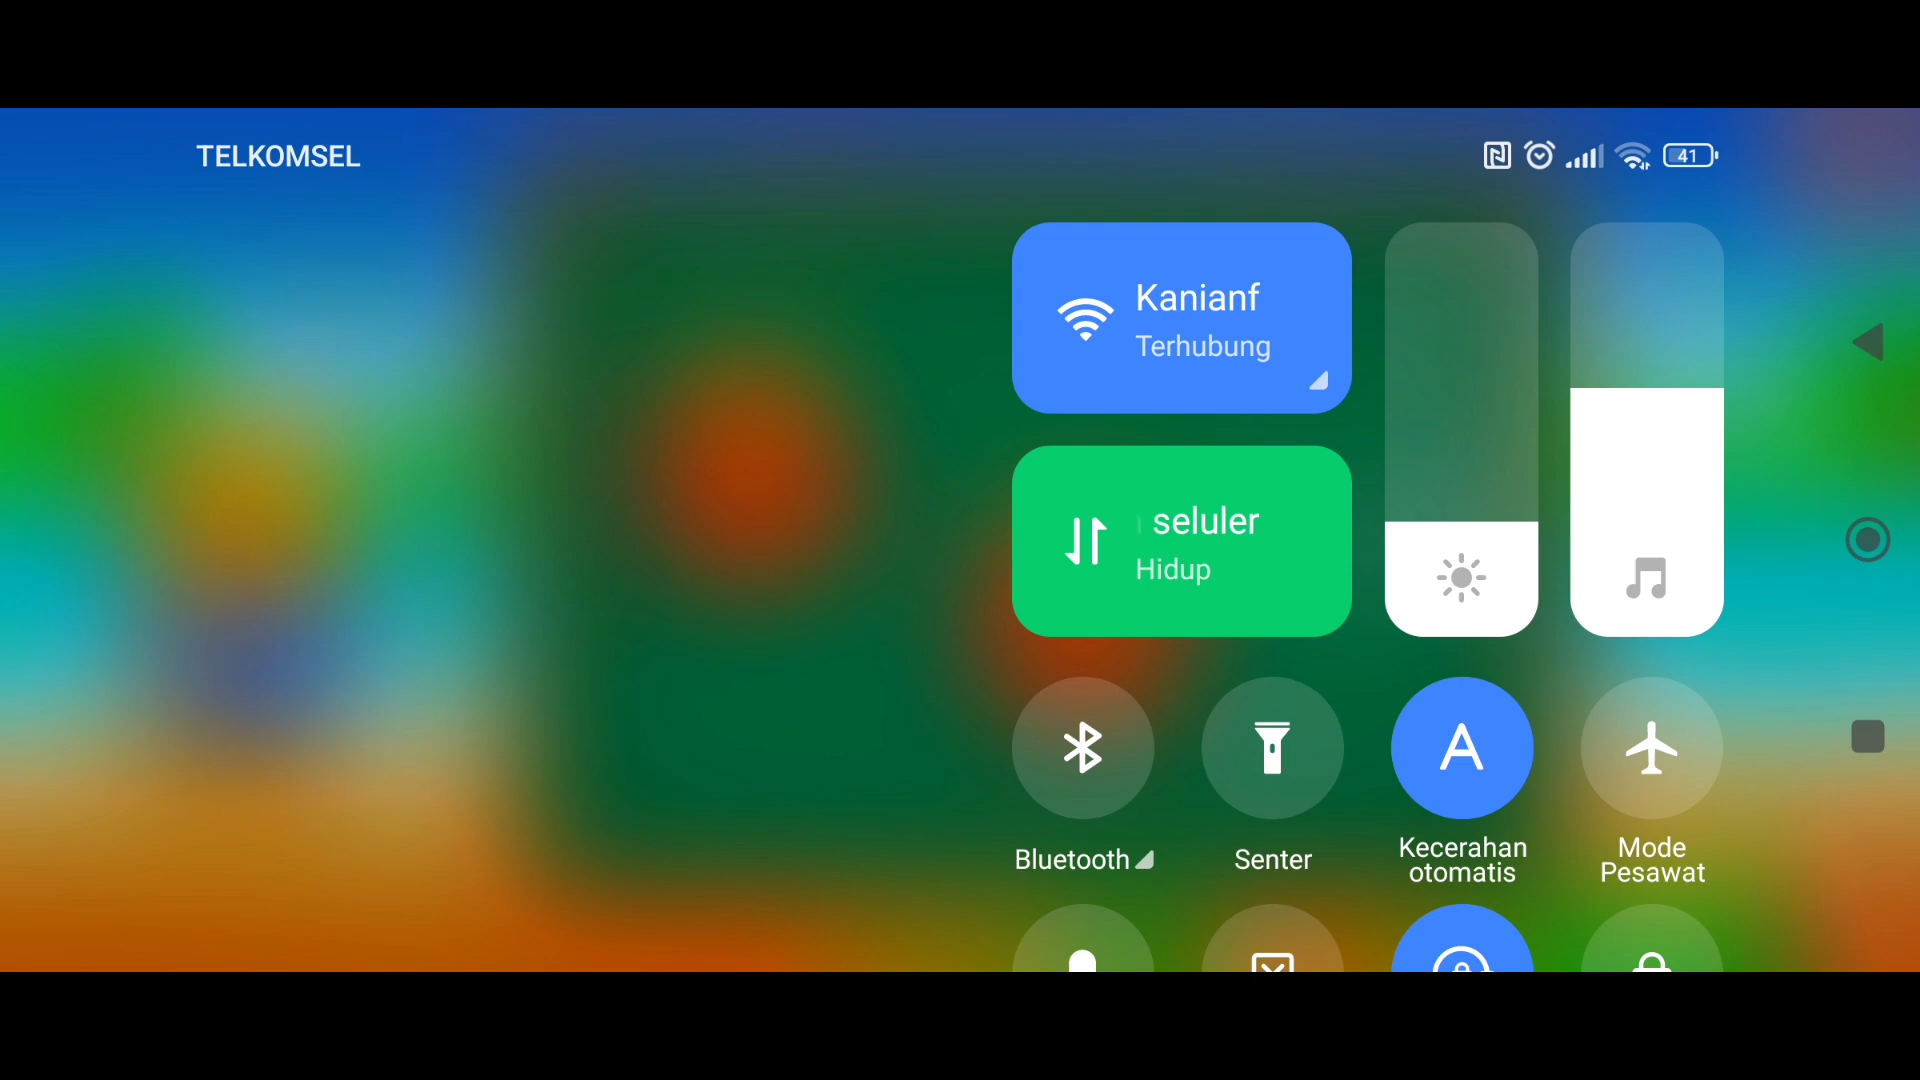 TELKOMSEL
41
Kanianf
Terhubung
seluler
Hidup
Bluetooth
Senter
Kecerahan
otomatis
Mode
Pesawat